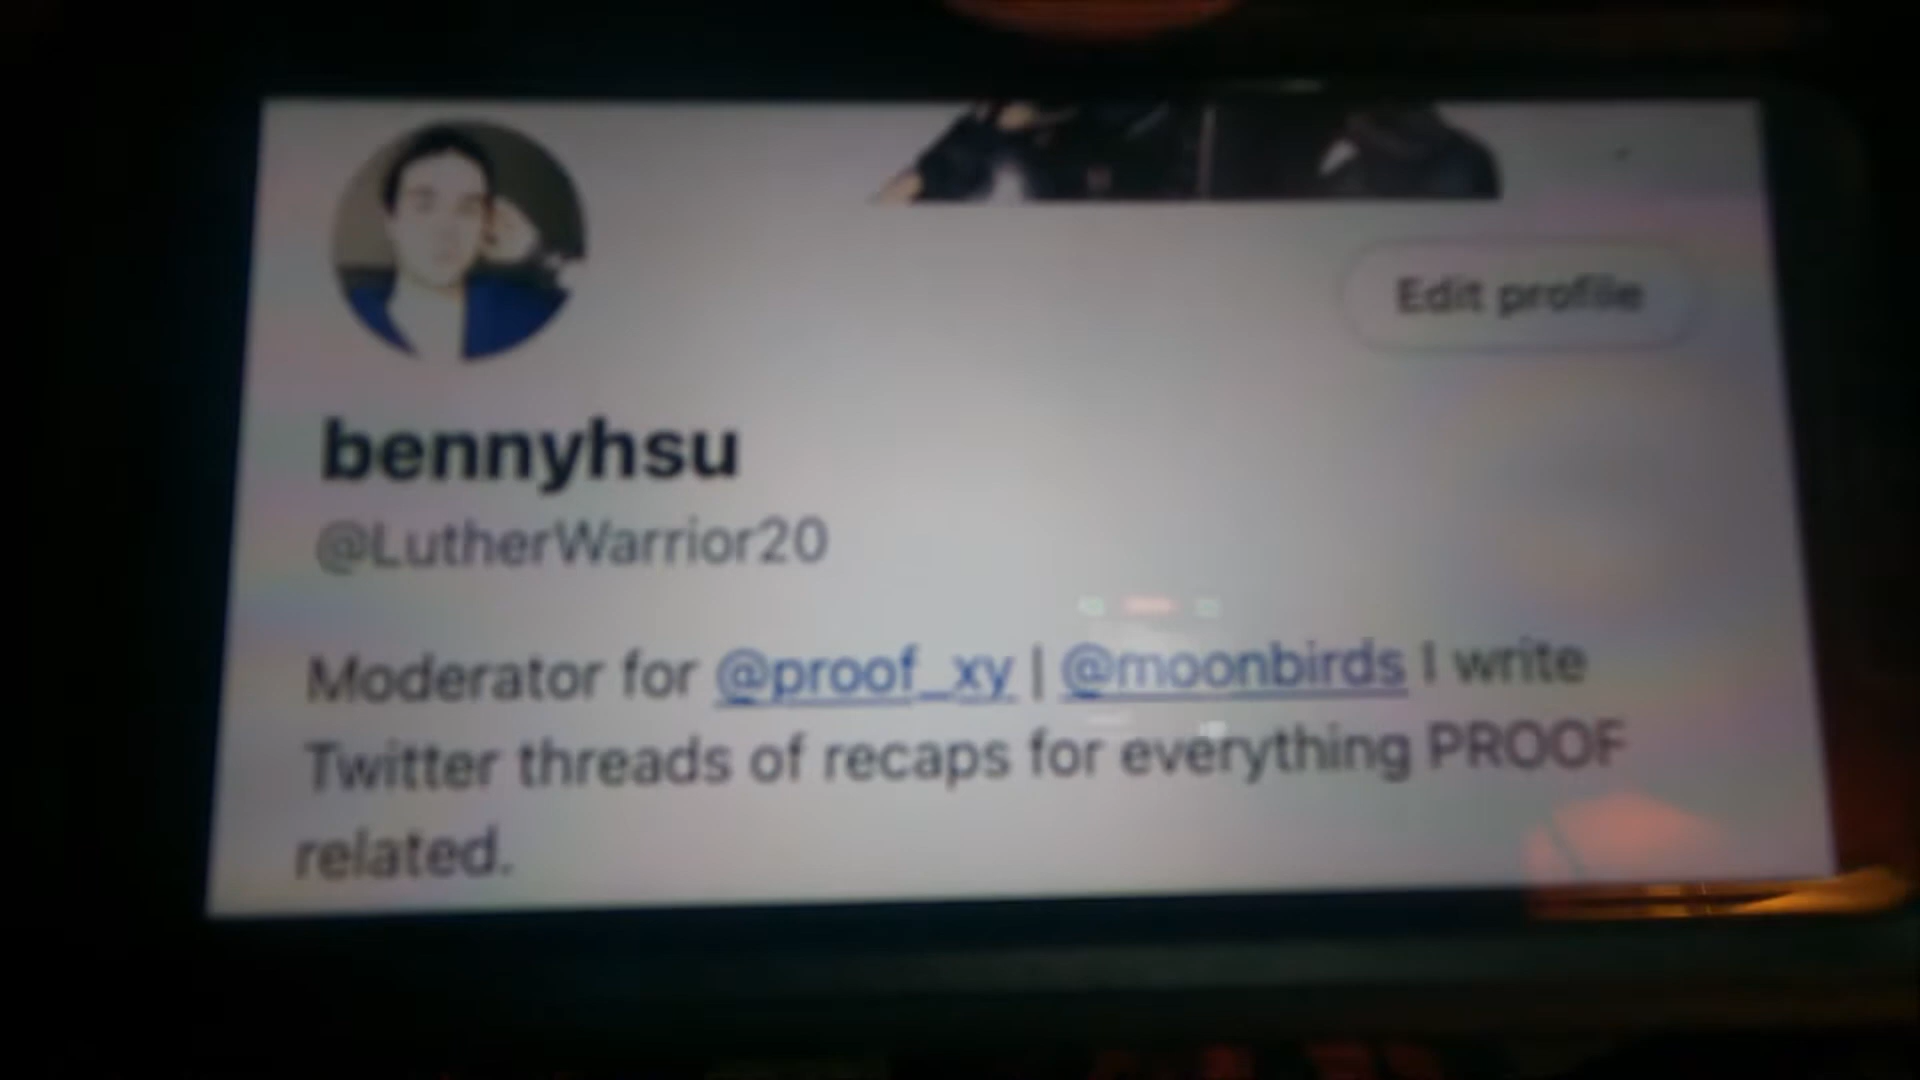 Edit profile
bennyhsu
@LutherWarrior20
Moderator for @proof_xy | @moonbirds I write
Twitter threads of recaps for everything PROOF
related.